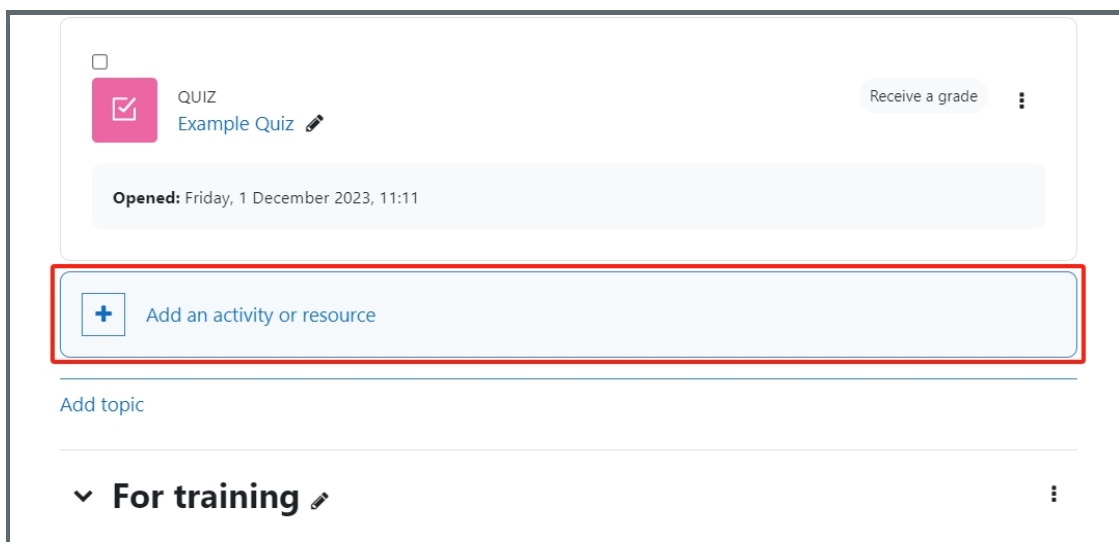 QUIZ
Example Quiz
Receive a grade
Opened: Friday, 1 December 2023, 11:11
Add an activity or resource
Add topic
For training